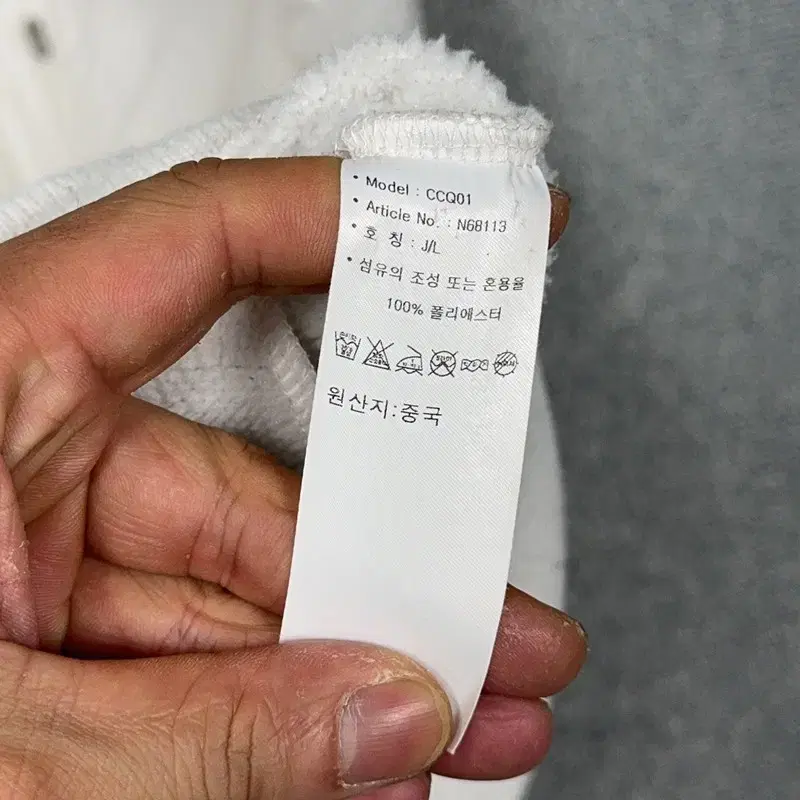 • Model : CCQ01
• Article No. : N68113
• 호 칭 : J/L
• 섬유의 조성 또는 혼용율
100% 폴리에스터
원산지:중국